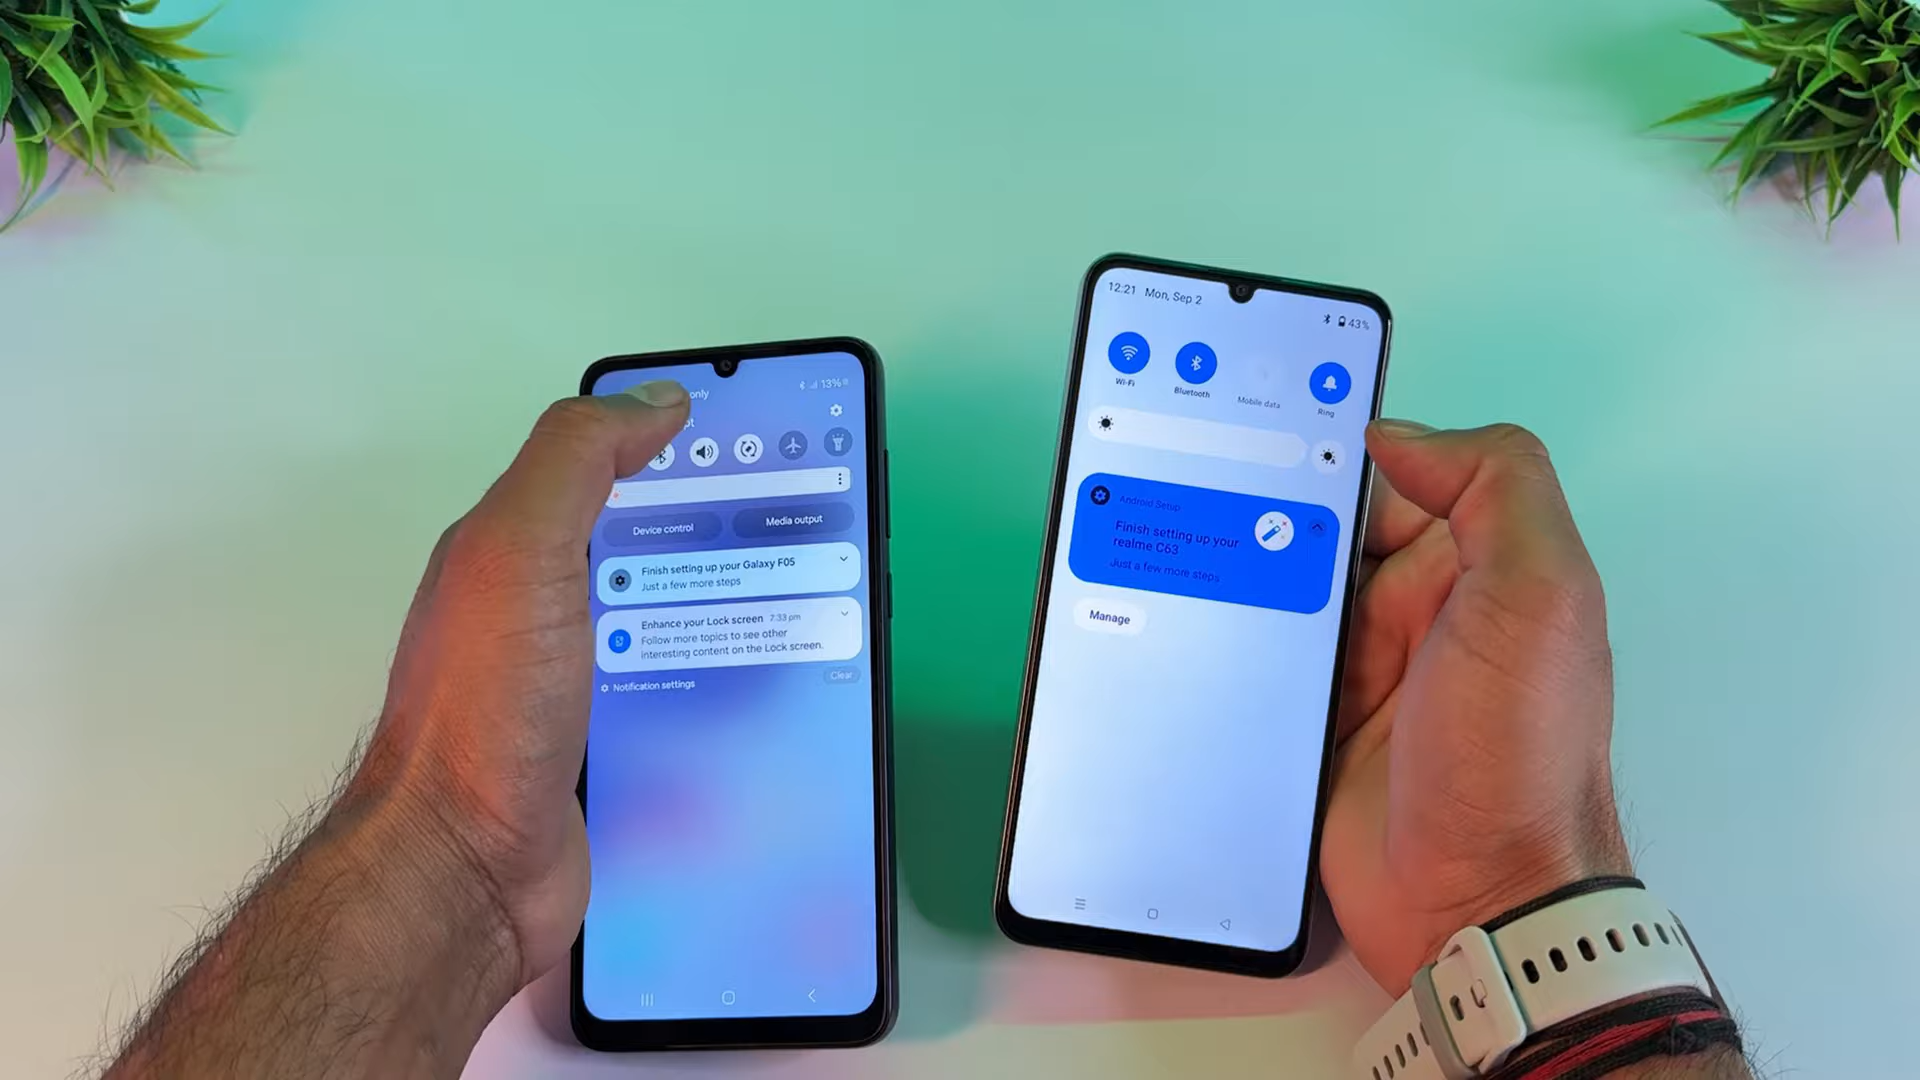 only
13%
pt
Device control
Media output
Finish setting up your Galaxy F05
Just a few more steps
Enhance your Lock screen 7:33 pm
Follow more topics to see other
interesting content on the Lock screen.
Notification settings
Clear
12:21 Mon, Sep 2
43%
Wi-Fi
Bluetooth
Mobile data
Ring
A
Android Setup
Finish setting up your
realme C63
Just a few more steps
Manage